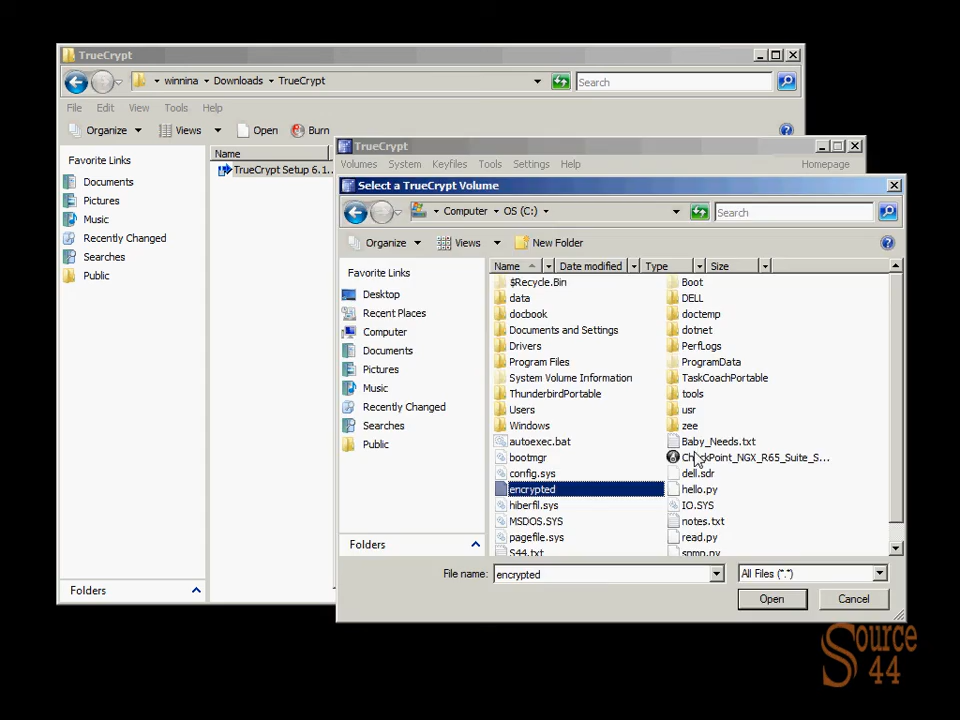 TrueCrypt
winnina › Downloads › TrueCrypt
Search
File Edit View Tools Help
Organize Views Open Burn
Favorite Links
Documents
Pictures
Music
Recently Changed
Searches
Public
Folders
Name
TrueCrypt Setup 6.1...
TrueCrypt
Volumes System Keyfiles Tools Settings Help Homepage
Select a TrueCrypt Volume
Computer › OS (C:)
Search
Organize Views New Folder
Favorite Links
Desktop
Recent Places
Computer
Documents
Pictures
Music
Recently Changed
Searches
Public
Folders
Name Date modified Type Size
$Recycle.Bin Boot
data DELL
docbook doctemp
Documents and Settings dotnet
Drivers PerfLogs
Program Files ProgramData
System Volume Information TaskCoachPortable
ThunderbirdPortable tools
Users usr
Windows zee
autoexec.bat Baby_Needs.txt
bootmgr CheckPoint_NGX_R65_Suite_S...
config.sys dell.sdr
encrypted hello.py
hiberfil.sys IO.SYS
MSDOS.SYS notes.txt
pagefile.sys read.py
S44.txt snmp.py
File name: encrypted All Files (*.*)
Open Cancel
Source
44